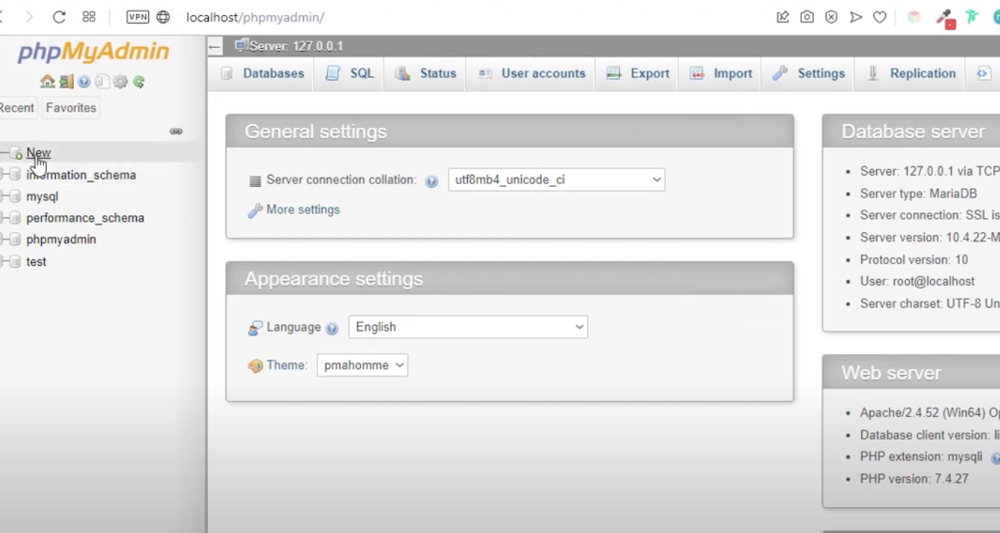 VPN localhost/phpmyadmin/
phpMyAdmin
Recent Favorites
New
information_schema
mysql
performance_schema
phpmyadmin
test
Server: 127.0.0.1
Databases SQL Status User accounts Export Import Settings Replication
General settings
Server connection collation: utf8mb4_unicode_ci
More settings
Appearance settings
Language English
Theme: pmahomme
Database server
Server: 127.0.0.1 via TCP
Server type: MariaDB
Server connection: SSL is
Server version: 10.4.22-M
Protocol version: 10
User: root@localhost
Server charset: UTF-8 Un
Web server
Apache/2.4.52 (Win64) Op
Database client version: li
PHP extension: mysqli
PHP version: 7.4.27